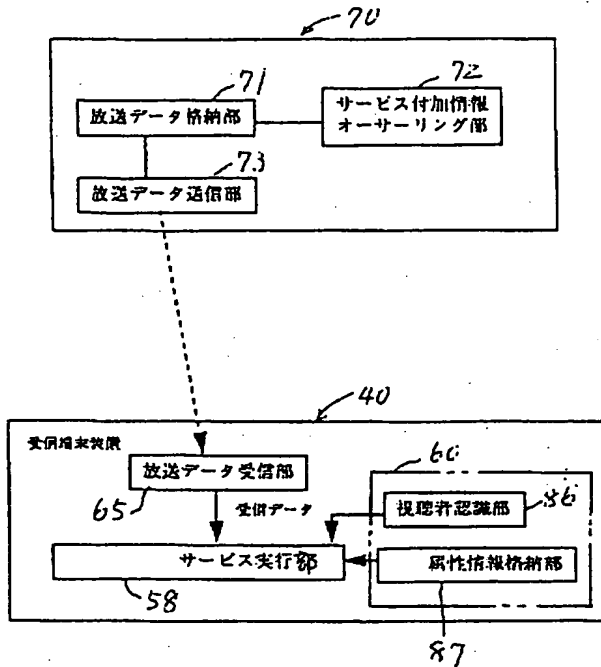 70
71
72
放送データ格納部
サービス付加情報
オーサーリング部
73
放送データ送信部
40
受信端末装置
放送データ受信部
60
65
受信データ
視聴者認識部
86
サービス実行部
属性情報格納部
58
87